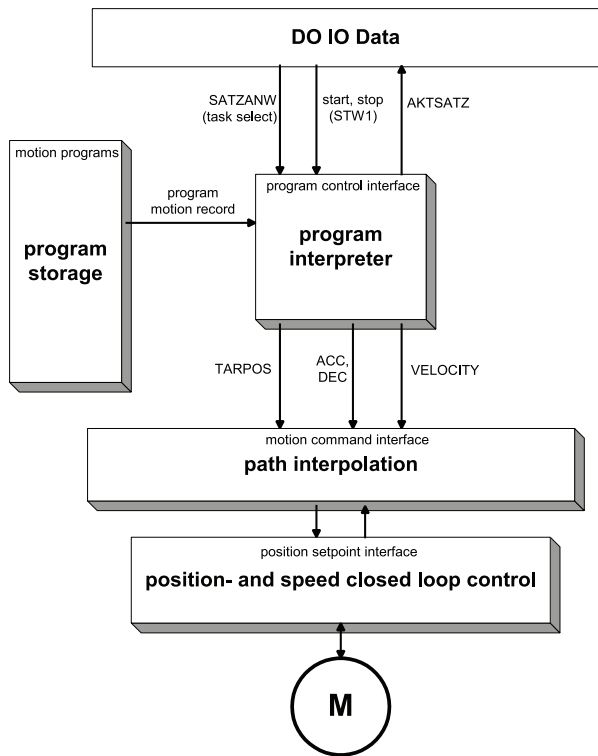 DO IO Data
SATZANW
(task select)
start, stop
(STW1)
AKTSATZ
motion programs
program
storage
program
motion record
program control interface
program
interpreter
TARPOS
ACC,
DEC
VELOCITY
motion command interface
path interpolation
position setpoint interface
position- and speed closed loop control
M